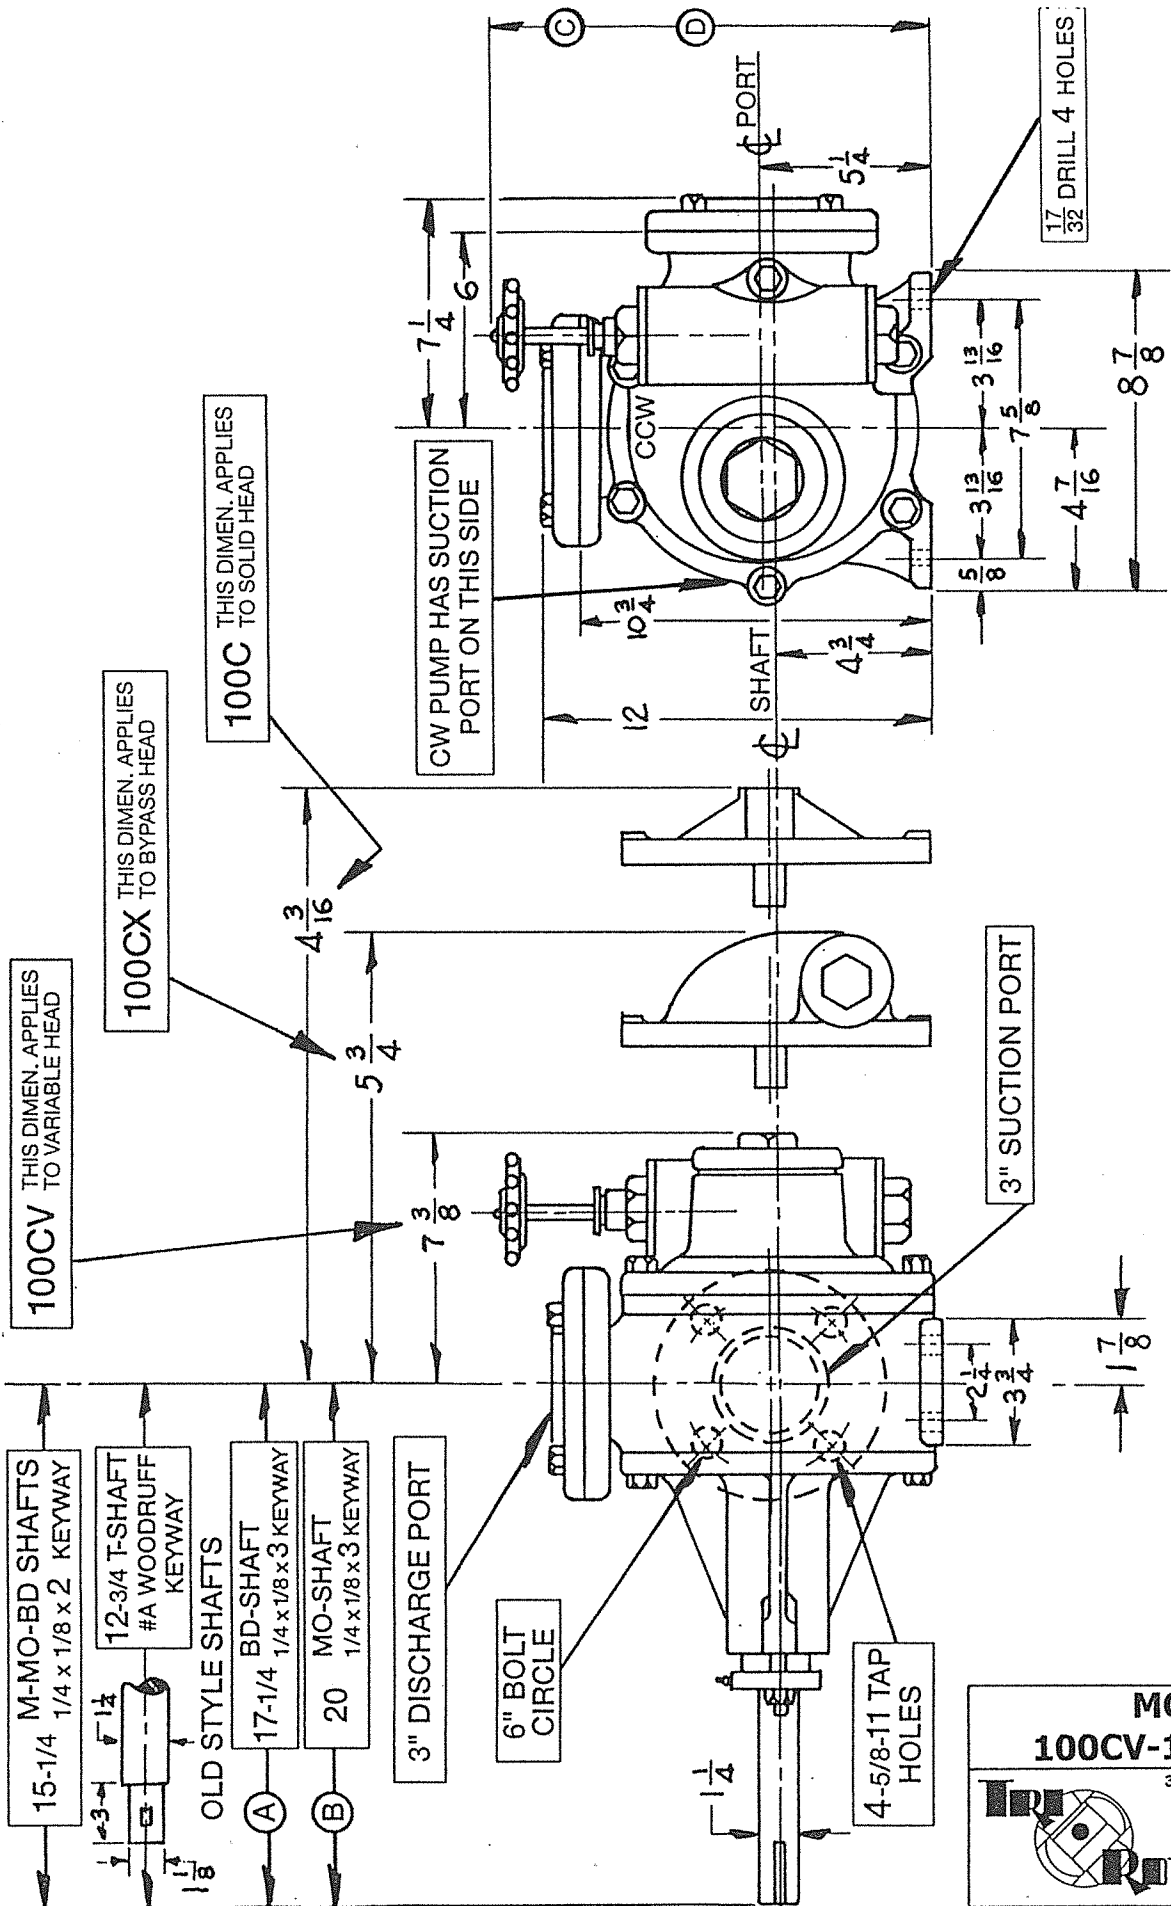 15-1/4 M-MO-BD SHAFTS
1/4 x 1/8 x 2 KEYWAY
12-3/4 T-SHAFT
#A WOODRUFF
KEYWAY
3
1 1/4
1 1/8
OLD STYLE SHAFTS
A
17-1/4 BD-SHAFT
1/4 x 1/8 x 3 KEYWAY
B
20 MO-SHAFT
1/4 x 1/8 x 3 KEYWAY
100CV THIS DIMEN. APPLIES
TO VARIABLE HEAD
100CX THIS DIMEN. APPLIES
TO BYPASS HEAD
100C THIS DIMEN. APPLIES
TO SOLID HEAD
4 3/16
5 3/4
7 3/8
3" DISCHARGE PORT
6" BOLT
CIRCLE
4-5/8-11 TAP
HOLES
3" SUCTION PORT
1 1/4
2 1/4
3 3/4
1 7/8
CW PUMP HAS SUCTION
PORT ON THIS SIDE
CCW
7 1/4
6
C
D
PORT
5 1/4
17/32 DRILL 4 HOLES
12
10 3/4
SHAFT
4 3/4
5/8
3 13/16
3 13/16
7 5/8
4 7/16
8 7/8
100CV-1